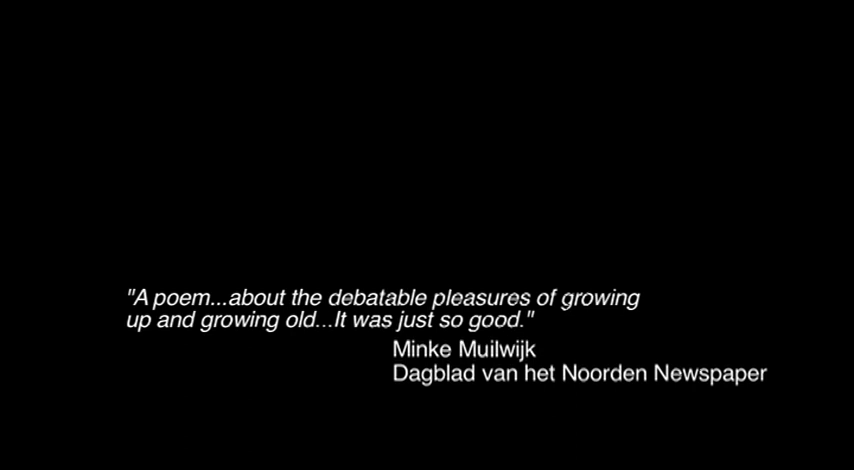 "A poem...about the debatable pleasures of growing
up and growing old...It was just so good."
Minke Muilwijk
Dagblad van het Noorden Newspaper